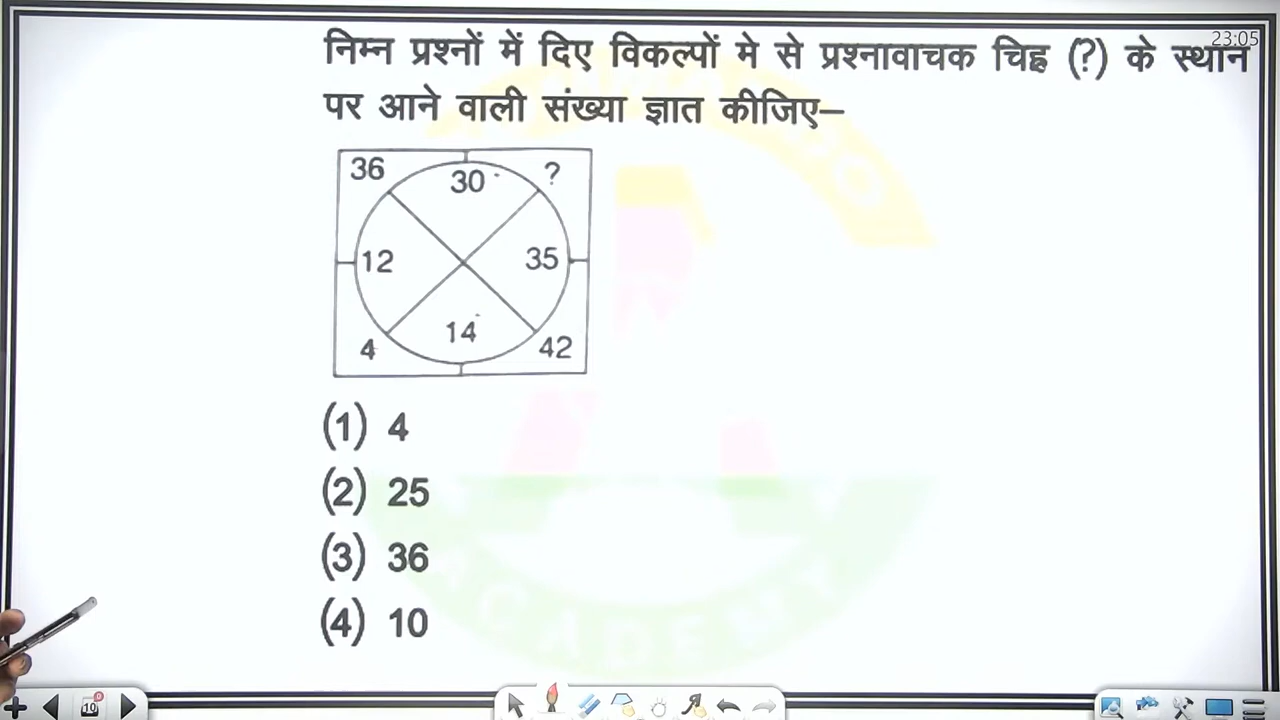 23:05
निम्न प्रश्नों में दिए विकल्पों मे से प्रश्नावाचक चिह्न (?) के स्थान
पर आने वाली संख्या ज्ञात कीजिए–
36 30 ?
12 35
4 14 42
(1) 4
(2) 25
(3) 36
(4) 10
ACADEMY
10